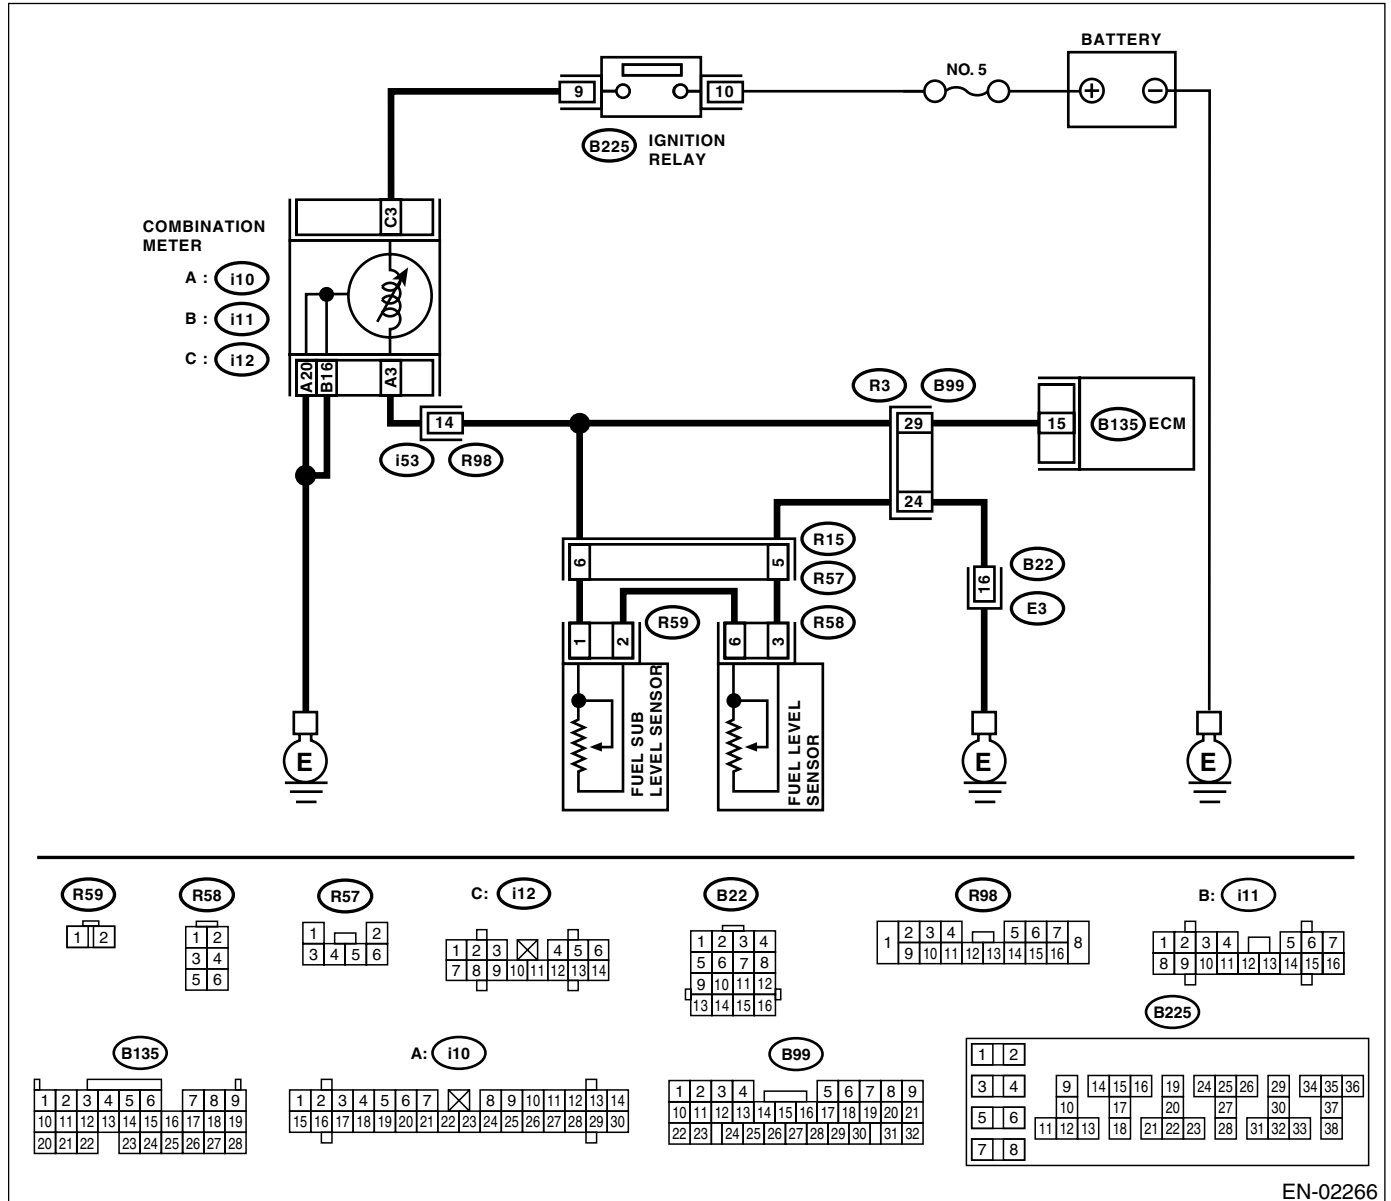 BATTERY
NO. 5
9
10
+
−
B225
IGNITION
RELAY
C3
COMBINATION
METER
A : i10
B : i11
C : i12
A20
B16
A3
R3
B99
14
29
15
B135
ECM
i53
R98
24
R15
6
5
B22
R57
16
E3
R59
R58
1
2
6
3
FUEL SUB
LEVEL SENSOR
FUEL LEVEL
SENSOR
E
E
E
R59
1 2
R58
1 2
3 4
5 6
R57
1 2
3 4 5 6
C: i12
1 2 3 4 5 6
7 8 9 10 11 12 13 14
B22
1 2 3 4
5 6 7 8
9 10 11 12
13 14 15 16
R98
1 2 3 4 5 6 7 8
9 10 11 12 13 14 15 16
B: i11
1 2 3 4 5 6 7
8 9 10 11 12 13 14 15 16
B135
1 2 3 4 5 6 7 8 9
10 11 12 13 14 15 16 17 18 19
20 21 22 23 24 25 26 27 28
A: i10
1 2 3 4 5 6 7 8 9 10 11 12 13 14
15 16 17 18 19 20 21 22 23 24 25 26 27 28 29 30
B99
1 2 3 4 5 6 7 8 9
10 11 12 13 14 15 16 17 18 19 20 21
22 23 24 25 26 27 28 29 30 31 32
B225
1 2
3 4 9 14 15 16 19 24 25 26 29 34 35 36
10 17 20 27 30 37
5 6 11 12 13 18 21 22 23 28 31 32 33 38
7 8
EN-02266